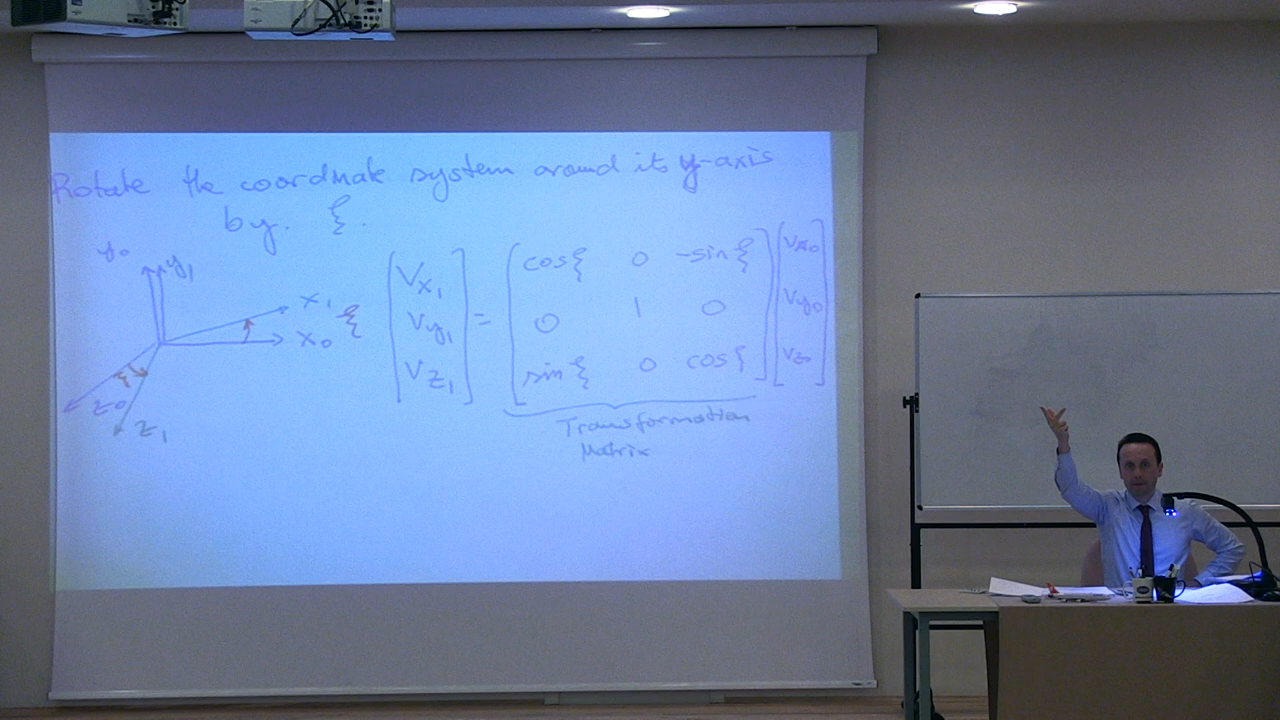 Rotate the coordinate system around its y-axis
by. ξ.
y₀ y₁
x₁
x₀
ξ
z₀
z₁
[Vx₁] = [cosξ 0 -sinξ] [Vx₀]
[Vy₁] [0 1 0] [Vy₀]
[Vz₁] [sinξ 0 cosξ] [Vz₀]
Transformation
Matrix